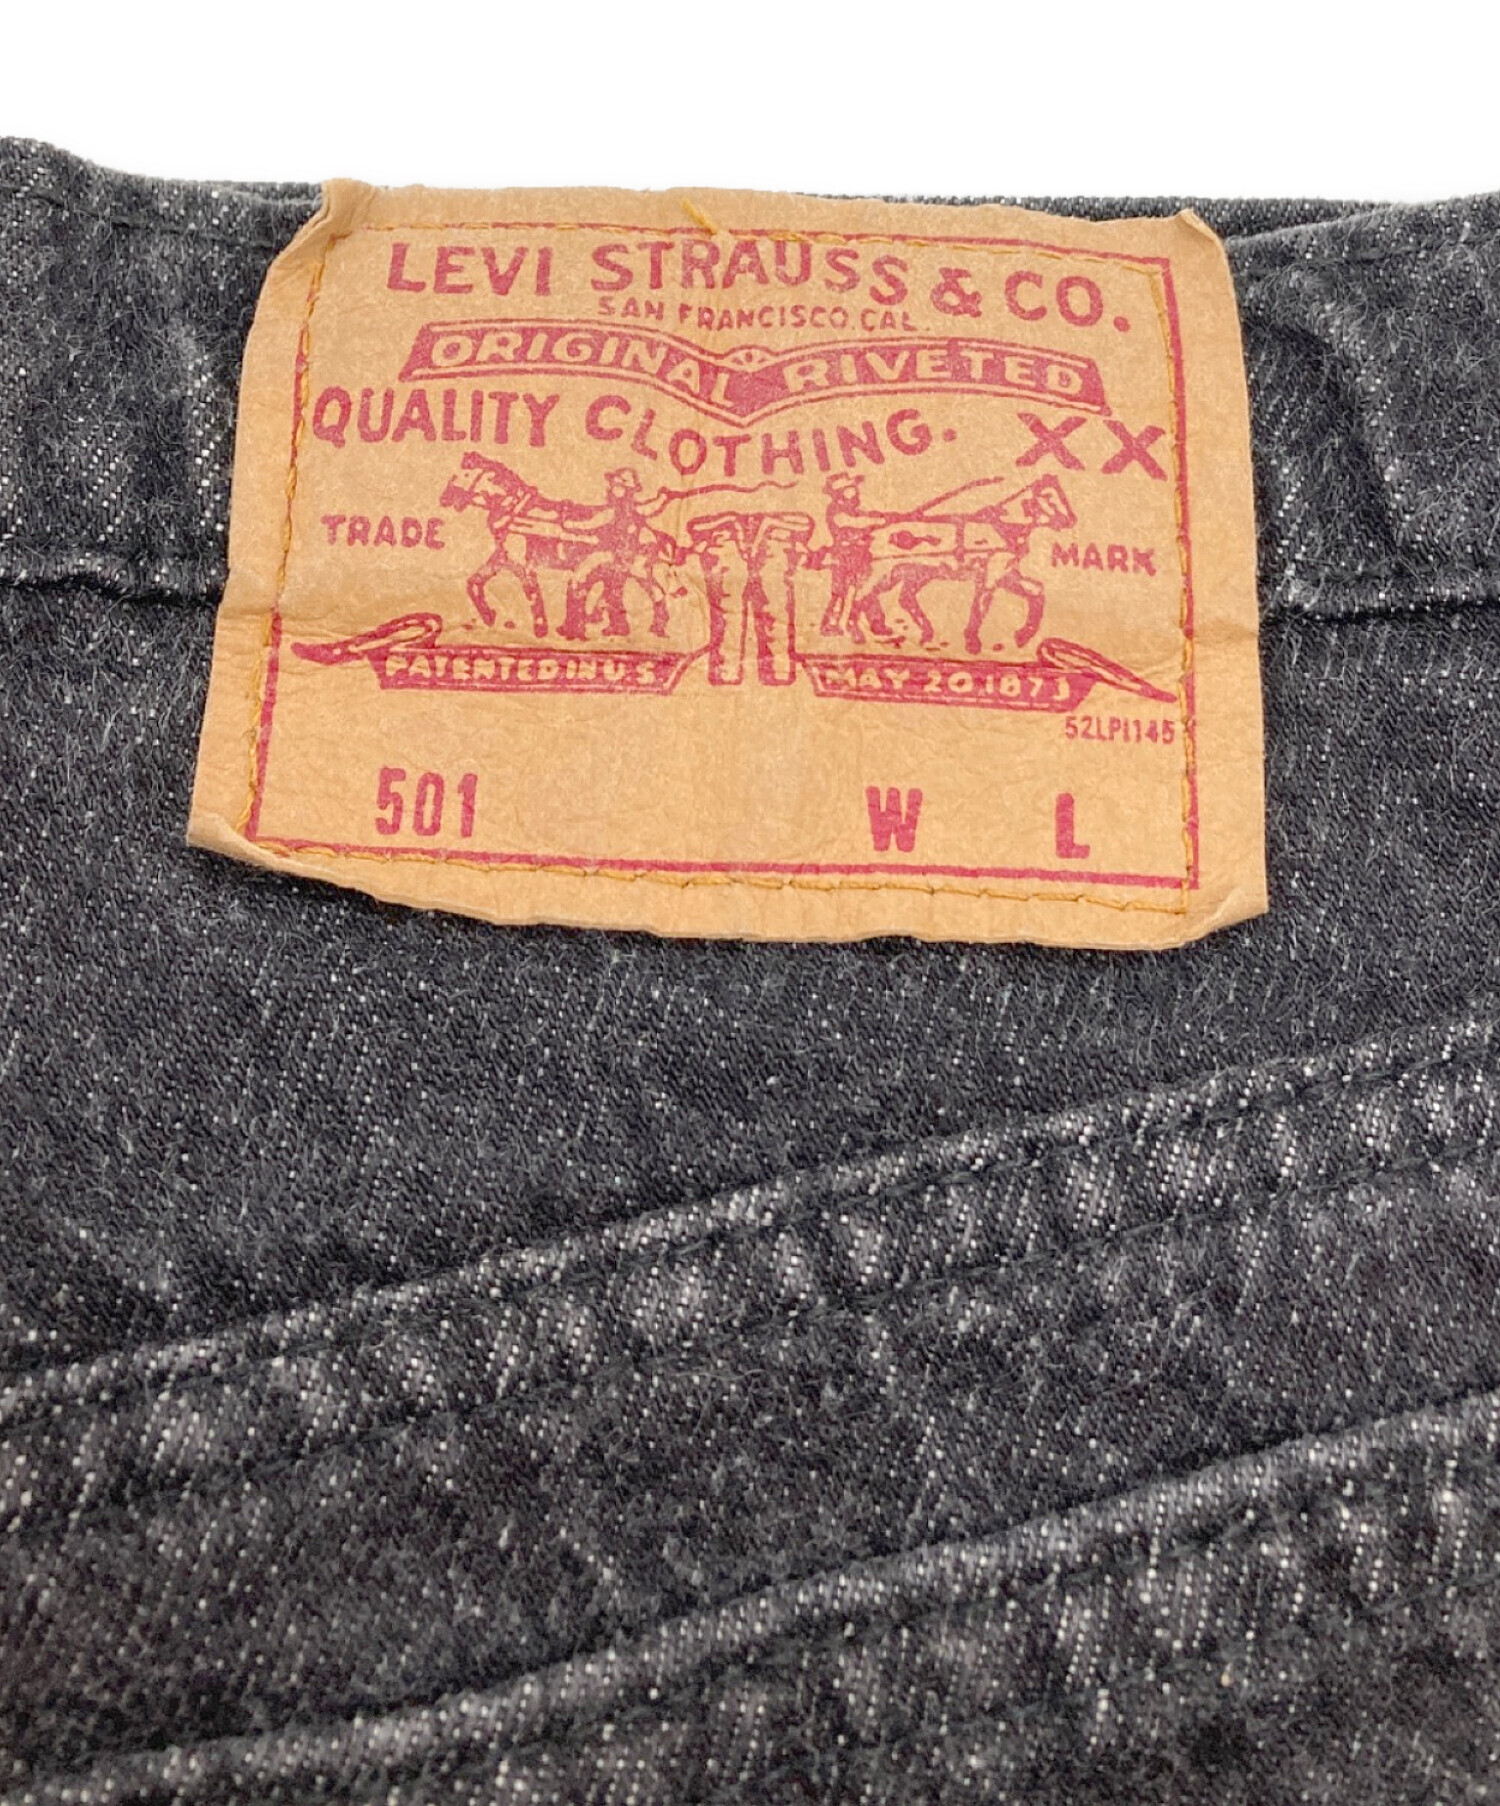 LEVI STRAUSS & CO.
SAN FRANCISCO, CAL.
ORIGINAL RIVETED
QUALITY CLOTHING. XX
TRADE MARK
PATENTED IN U.S. MAY 20 1873
52LPI145
501 W L